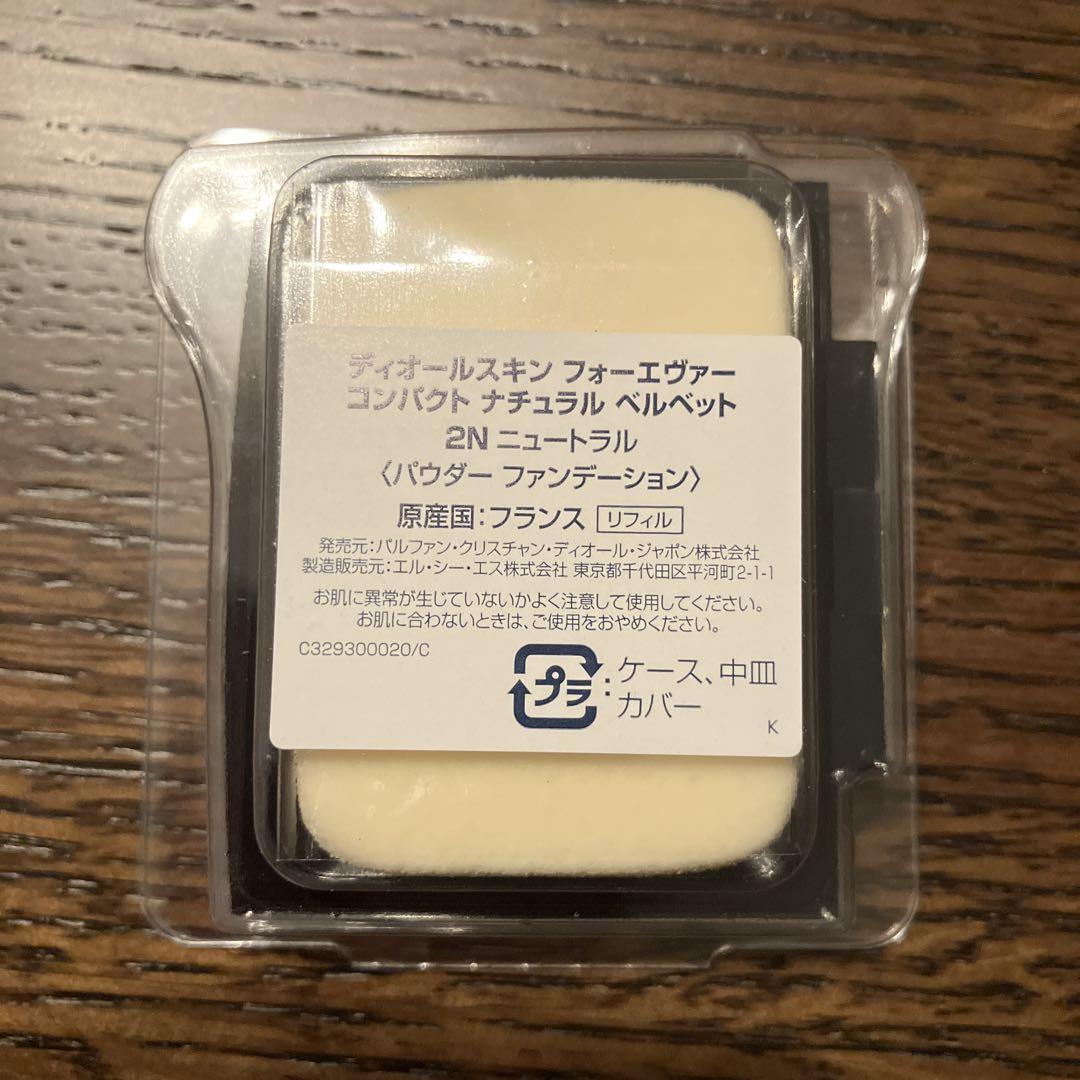 ディオールスキン フォーエヴァー
コンパクト ナチュラル ベルベット
2N ニュートラル
〈パウダー ファンデーション〉
原産国：フランス リフィル
発売元：パルファン・クリスチャン・ディオール・ジャポン株式会社
製造販売元：エル・シー・エス株式会社 東京都千代田区平河町2-1-1
お肌に異常が生じていないかよく注意して使用してください。
お肌に合わないときは、ご使用をおやめください。
C329300020/C
プラ：ケース、中皿
カバー
K